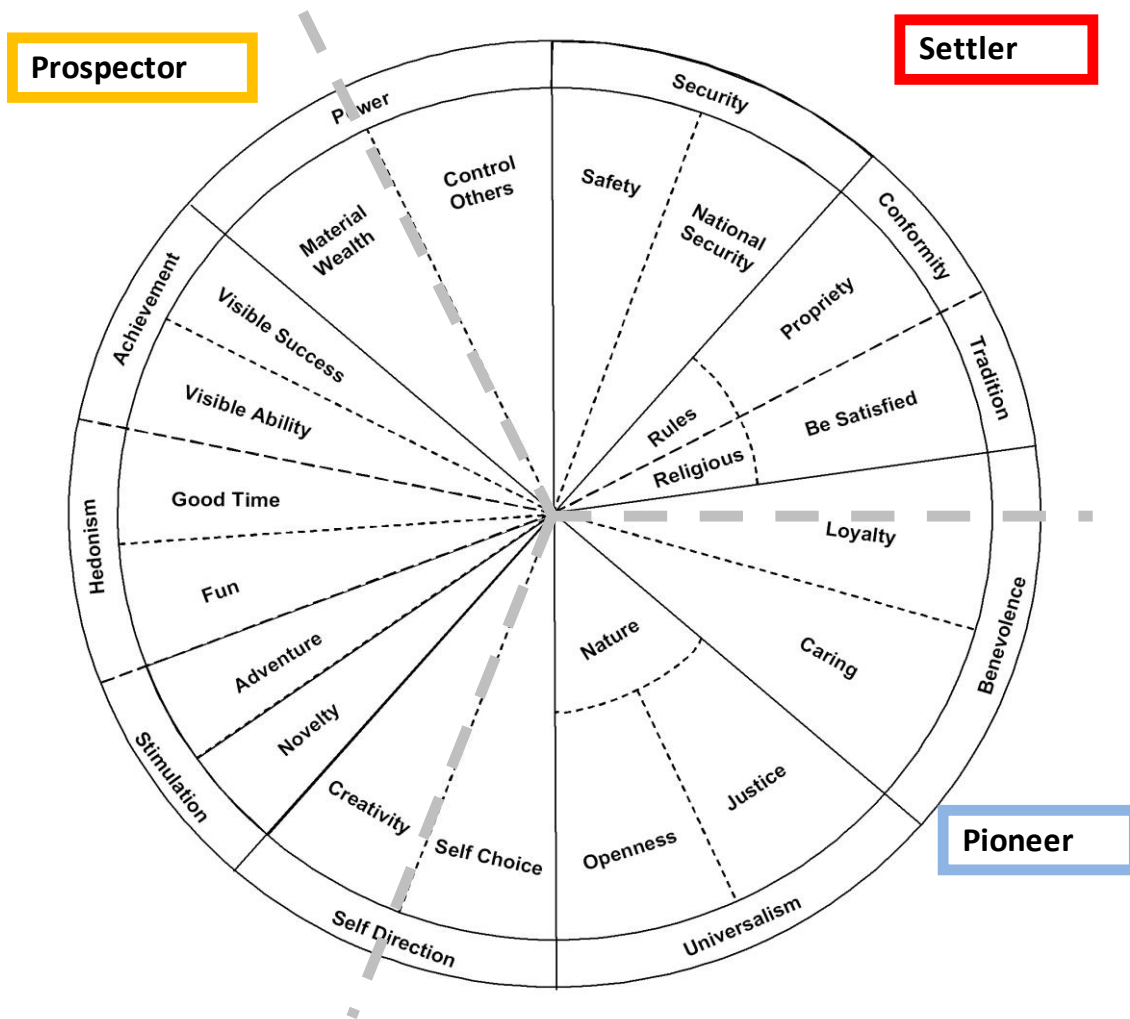 Prospector
Settler
Pioneer
Power
Security
Conformity
Tradition
Benevolence
Universalism
Self Direction
Stimulation
Hedonism
Achievement
Control
Others
Safety
National
Security
Propriety
Rules
Be Satisfied
Religious
Loyalty
Caring
Nature
Justice
Openness
Self Choice
Creativity
Novelty
Adventure
Fun
Good Time
Visible Ability
Visible Success
Material
Wealth